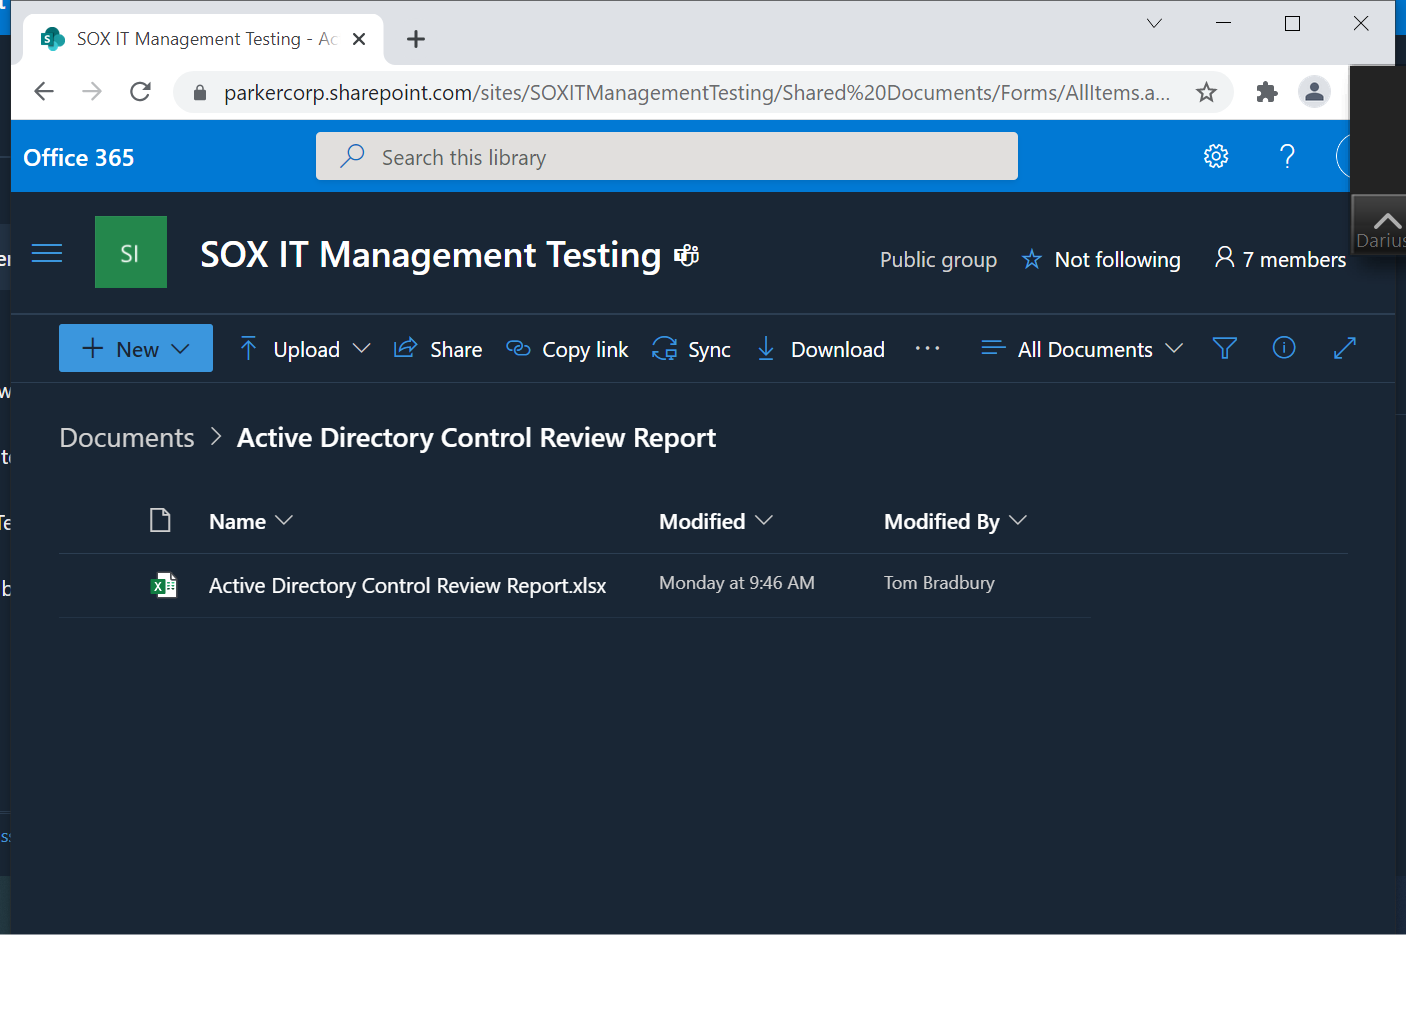 SOX IT Management Testing - Ac
parkercorp.sharepoint.com/sites/SOXITManagementTesting/Shared%20Documents/Forms/AllItems.a...
Office 365
Search this library
SI
SOX IT Management Testing
Public group
Not following
7 members
Darius
New
Upload
Share
Copy link
Sync
Download
All Documents
Documents > Active Directory Control Review Report
Name
Modified
Modified By
Active Directory Control Review Report.xlsx
Monday at 9:46 AM
Tom Bradbury